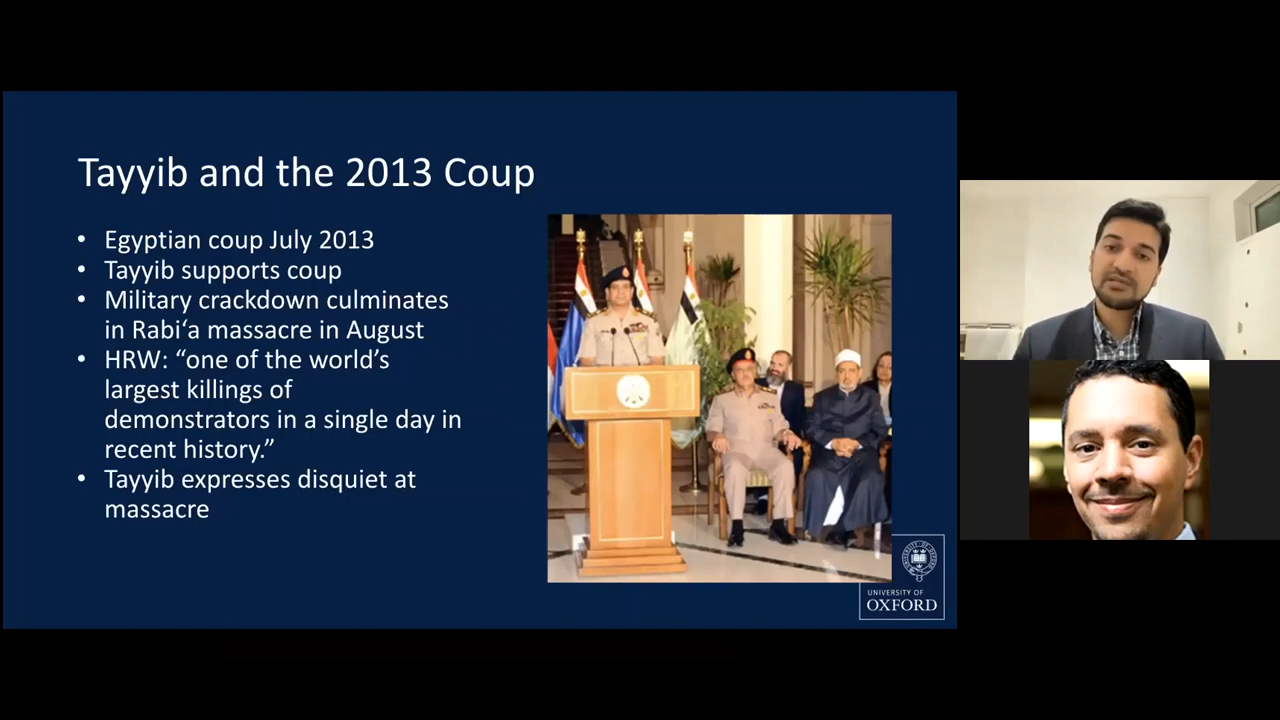 Tayyib and the 2013 Coup
• Egyptian coup July 2013
• Tayyib supports coup
• Military crackdown culminates
in Rabi‘a massacre in August
• HRW: “one of the world’s
largest killings of
demonstrators in a single day in
recent history.”
• Tayyib expresses disquiet at
massacre
UNIVERSITY OF
OXFORD